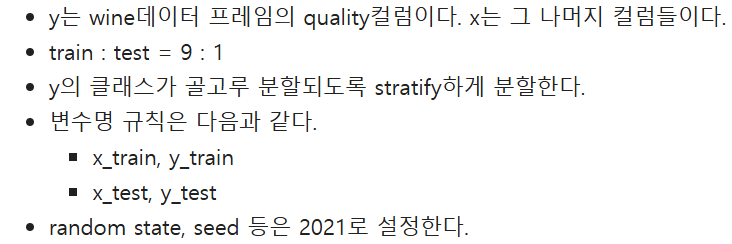 y는 wine데이터 프레임의 quality컬럼이다. x는 그 나머지 컬럼들이다.
train : test = 9 : 1
y의 클래스가 골고루 분할되도록 stratify하게 분할한다.
변수명 규칙은 다음과 같다.
x_train, y_train
x_test, y_test
random state, seed 등은 2021로 설정한다.